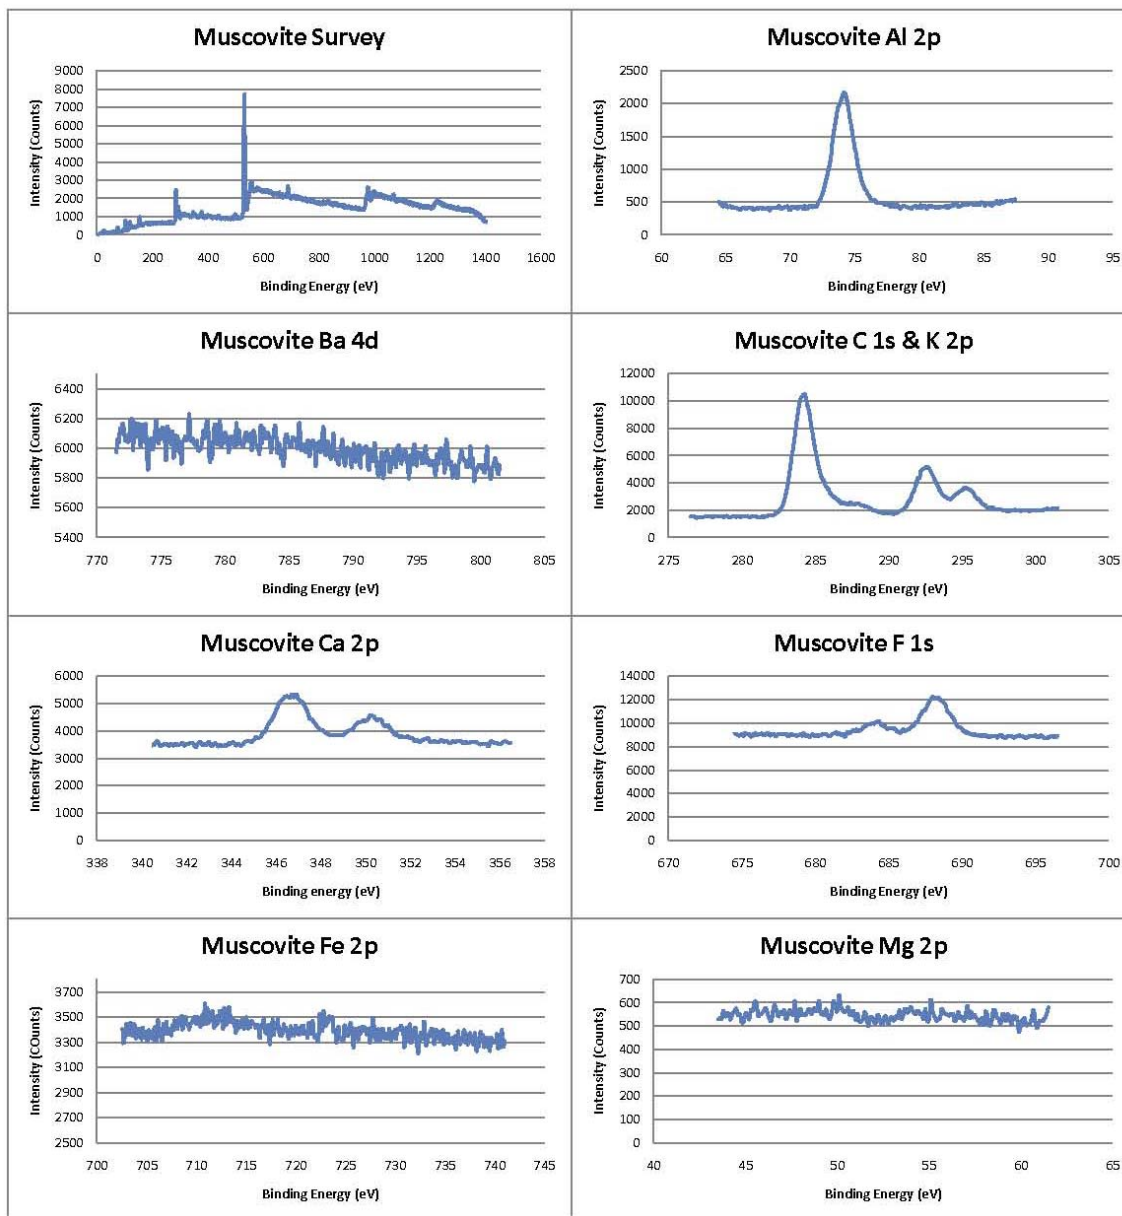 Muscovite Survey
Intensity (Counts)
9000
8000
7000
6000
5000
4000
3000
2000
1000
0
0 200 400 600 800 1000 1200 1400 1600
Binding Energy (eV)
Muscovite Al 2p
Intensity (Counts)
2500
2000
1500
1000
500
0
60 65 70 75 80 85 90 95
Binding Energy (eV)
Muscovite Ba 4d
Intensity (Counts)
6400
6200
6000
5800
5600
5400
770 775 780 785 790 795 800 805
Binding Energy (eV)
Muscovite C 1s & K 2p
Intensity (Counts)
12000
10000
8000
6000
4000
2000
0
275 280 285 290 295 300 305
Binding Energy (eV)
Muscovite Ca 2p
Intensity (Counts)
6000
5000
4000
3000
2000
1000
0
338 340 342 344 346 348 350 352 354 356 358
Binding energy (eV)
Muscovite F 1s
Intensity (Counts)
14000
12000
10000
8000
6000
4000
2000
0
670 675 680 685 690 695 700
Binding Energy (eV)
Muscovite Fe 2p
Intensity (COunts)
3700
3500
3300
3100
2900
2700
2500
700 705 710 715 720 725 730 735 740 745
Binding Energy (eV)
Muscovite Mg 2p
Intensity (Counts)
700
600
500
400
300
200
100
0
40 45 50 55 60 65
Binding Energy (eV)